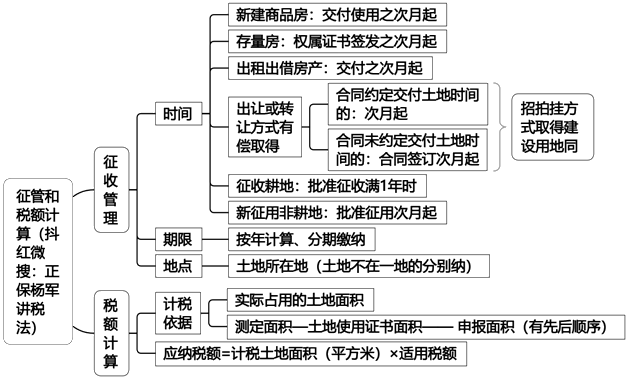 征管和
税额计
算（抖
红微
搜：正
保杨军
讲税
法）
征
收
管
理
时间
新建商品房：交付使用之次月起
存量房：权属证书签发之次月起
出租出借房产：交付之次月起
出让或转
让方式有
偿取得
合同约定交付土地时间
的：次月起
合同未约定交付土地时
间的：合同签订次月起
招拍挂方
式取得建
设用地同
征收耕地：批准征收满1年时
新征用非耕地：批准征用次月起
期限
按年计算、分期缴纳
地点
土地所在地（土地不在一地的分别纳）
税
额
计
算
计税
依据
实际占用的土地面积
测定面积—土地使用证书面积—— 申报面积（有先后顺序）
应纳税额=计税土地面积（平方米）×适用税额